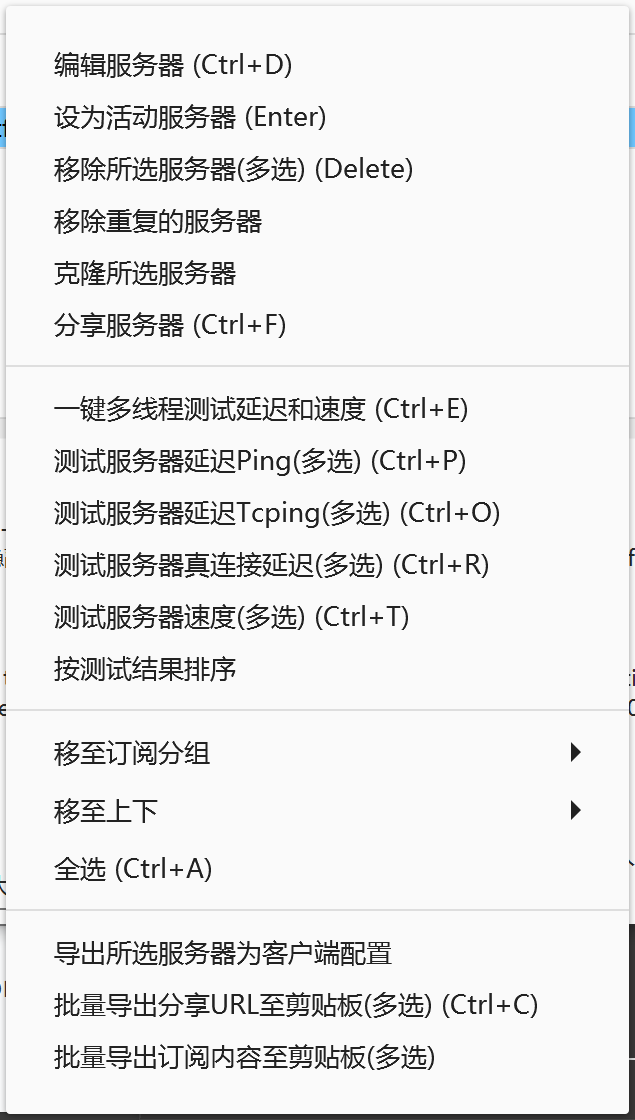 编辑服务器 (Ctrl+D)
设为活动服务器 (Enter)
移除所选服务器(多选) (Delete)
移除重复的服务器
克隆所选服务器
分享服务器 (Ctrl+F)
一键多线程测试延迟和速度 (Ctrl+E)
测试服务器延迟Ping(多选) (Ctrl+P)
测试服务器延迟Tcping(多选) (Ctrl+O)
测试服务器真连接延迟(多选) (Ctrl+R)
测试服务器速度(多选) (Ctrl+T)
按测试结果排序
移至订阅分组
移至上下
全选 (Ctrl+A)
导出所选服务器为客户端配置
批量导出分享URL至剪贴板(多选) (Ctrl+C)
批量导出订阅内容至剪贴板(多选)